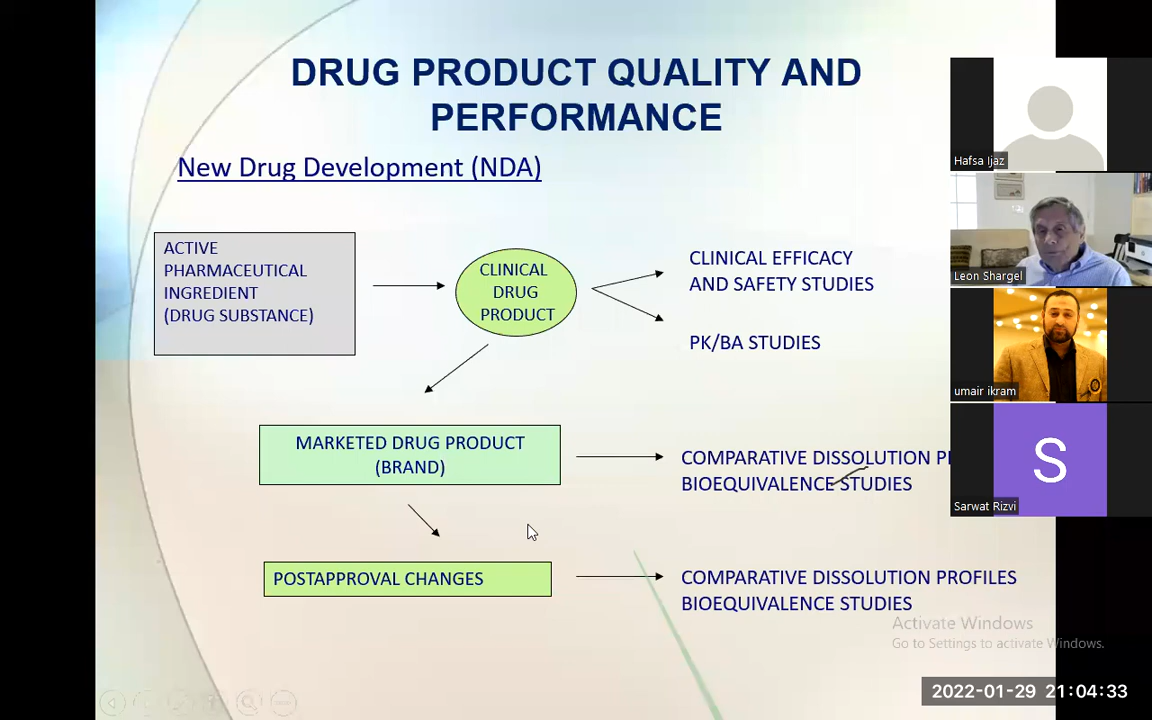 DRUG PRODUCT QUALITY AND
PERFORMANCE
New Drug Development (NDA)
ACTIVE
PHARMACEUTICAL
INGREDIENT
(DRUG SUBSTANCE)
CLINICAL
DRUG
PRODUCT
CLINICAL EFFICACY
AND SAFETY STUDIES
PK/BA STUDIES
MARKETED DRUG PRODUCT
(BRAND)
COMPARATIVE DISSOLUTION
BIOEQUIVALENCE STUDIES
POSTAPPROVAL CHANGES
COMPARATIVE DISSOLUTION PROFILES
BIOEQUIVALENCE STUDIES
Hafsa Ijaz
Leon Shargel
umair ikram
S
Sarwat Rizvi
Activate Windows
Go to Settings to activate Windows.
2022-01-29 21:04:33